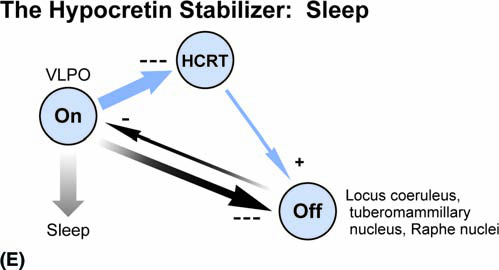 The Hypocretin Stabilizer: Sleep
VLPO
---
HCRT
On
-
+
---
Off
Locus coeruleus,
tuberomammillary
nucleus, Raphe nuclei
Sleep
(E)